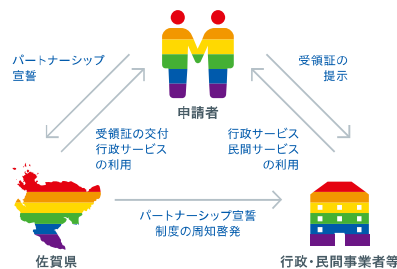 パートナーシップ
宣誓
受領証の
提示
申請者
受領証の交付
行政サービス
の利用
行政サービス
民間サービス
の利用
パートナーシップ宣誓
制度の周知啓発
佐賀県
行政・民間事業者等